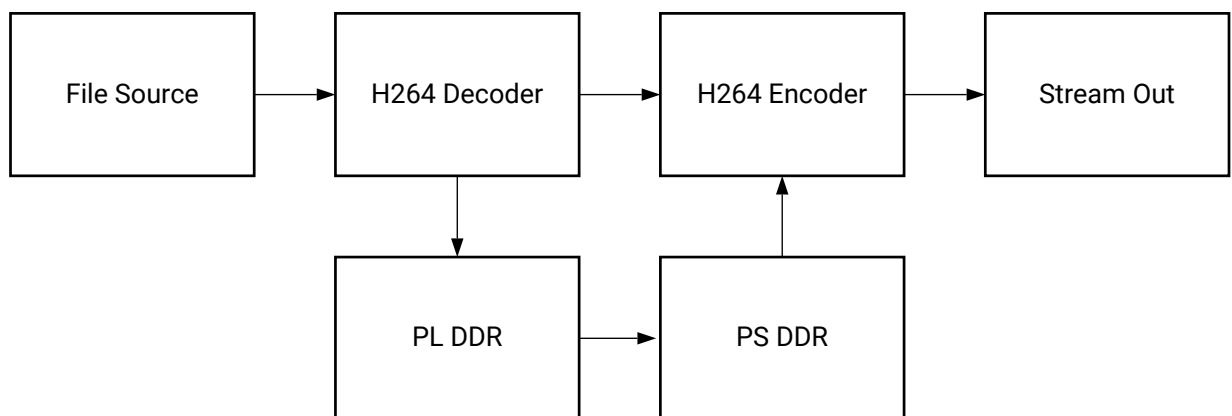 File Source
H264 Decoder
H264 Encoder
Stream Out
PL DDR
PS DDR